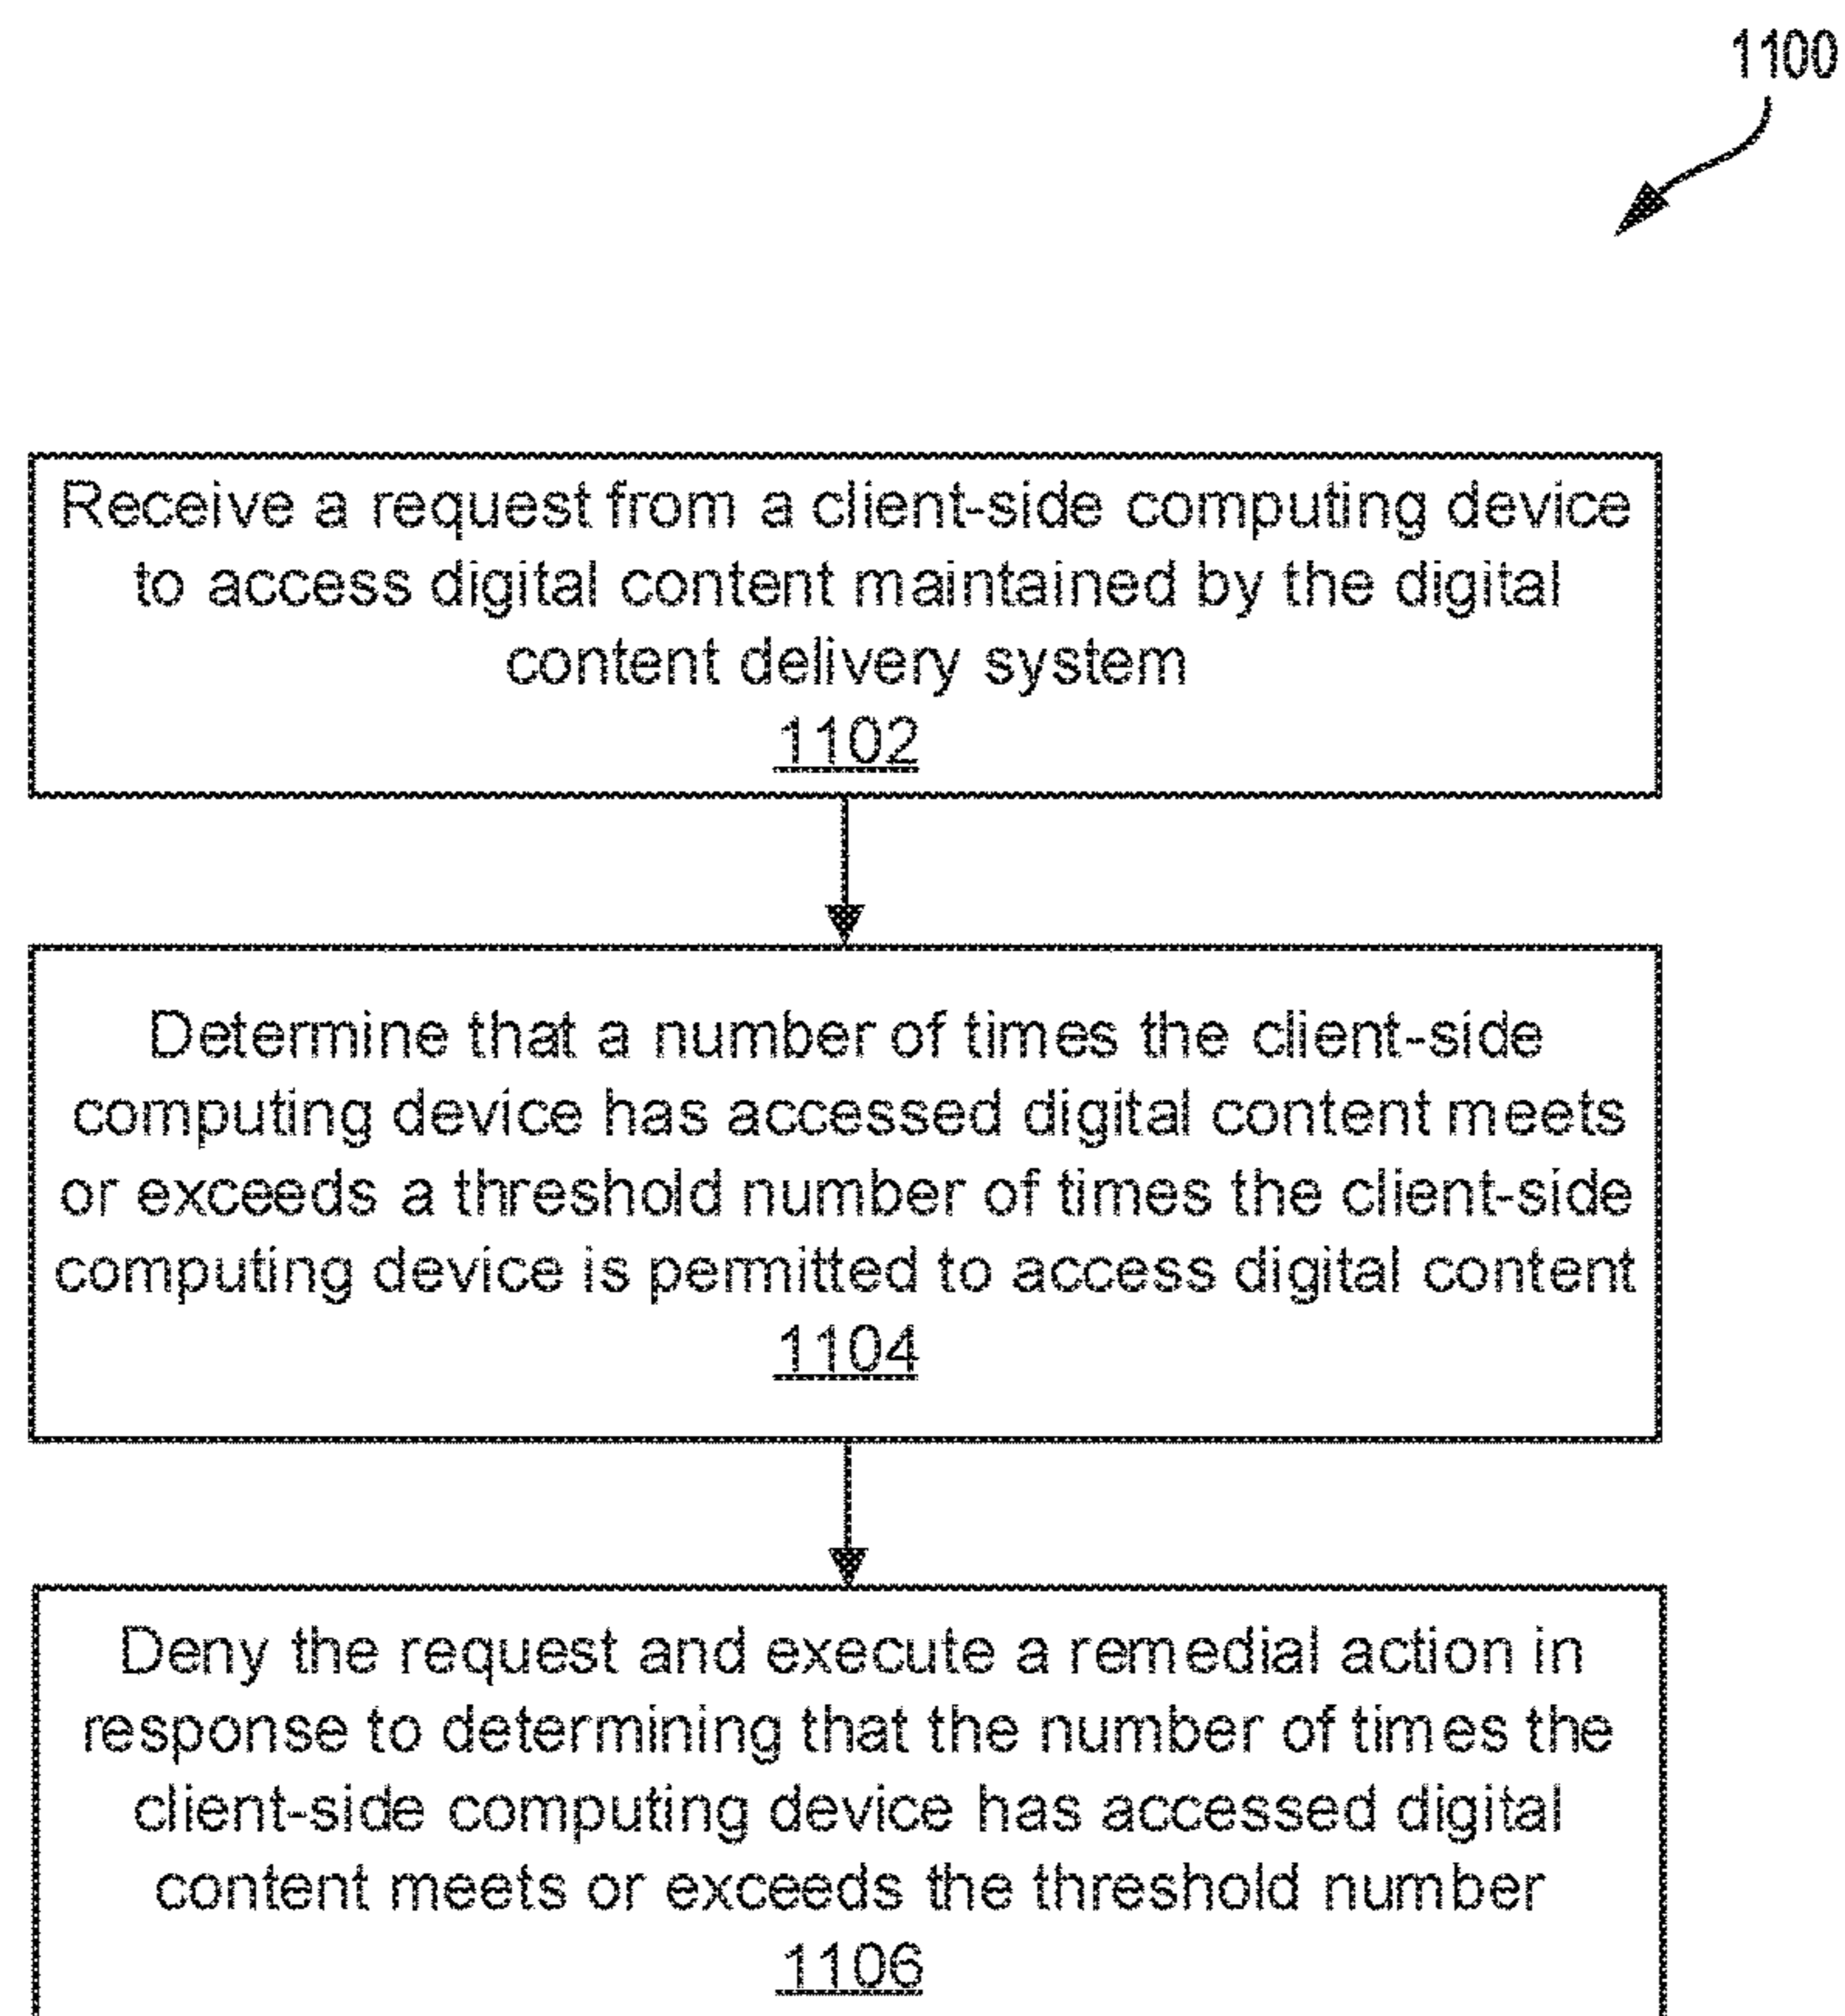 1100
Receive a request from a client-side computing device
to access digital content maintained by the digital
content delivery system
1102
Determine that a number of times the client-side
computing device has accessed digital content meets
or exceeds a threshold number of times the client-side
computing device is permitted to access digital content
1104
Deny the request and execute a remedial action in
response to determining that the number of times the
client-side computing device has accessed digital
content meets or exceeds the threshold number
1106